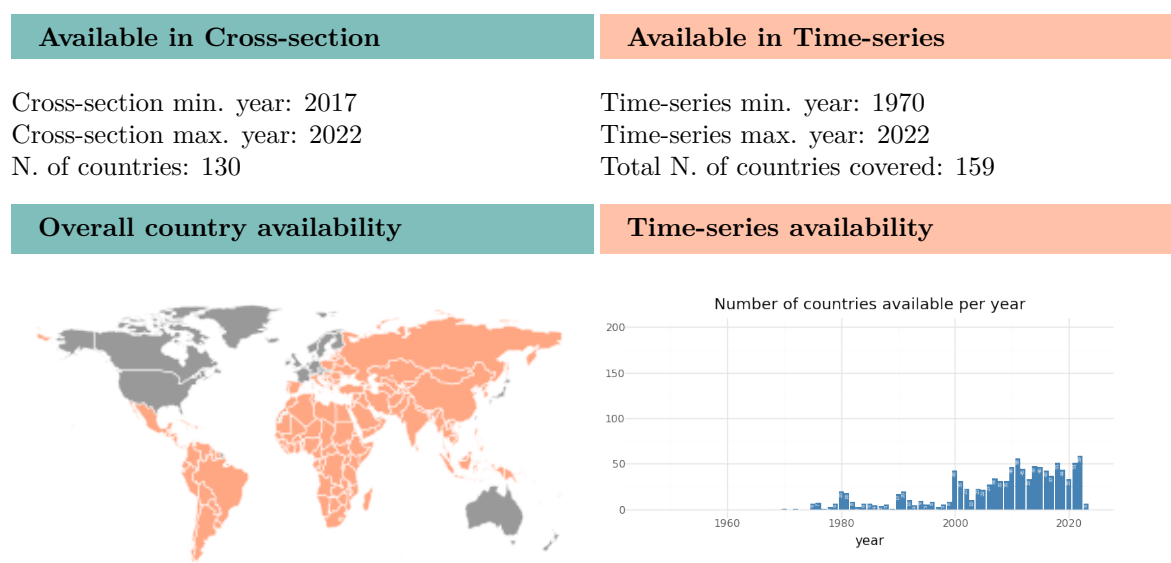 Available in Cross-section
Cross-section min. year: 2017
Cross-section max. year: 2022
N. of countries: 130
Available in Time-series
Time-series min. year: 1970
Time-series max. year: 2022
Total N. of countries covered: 159
Overall country availability
Time-series availability
Number of countries available per year
200
150
100
50
0
1960 1980 2000 2020
year